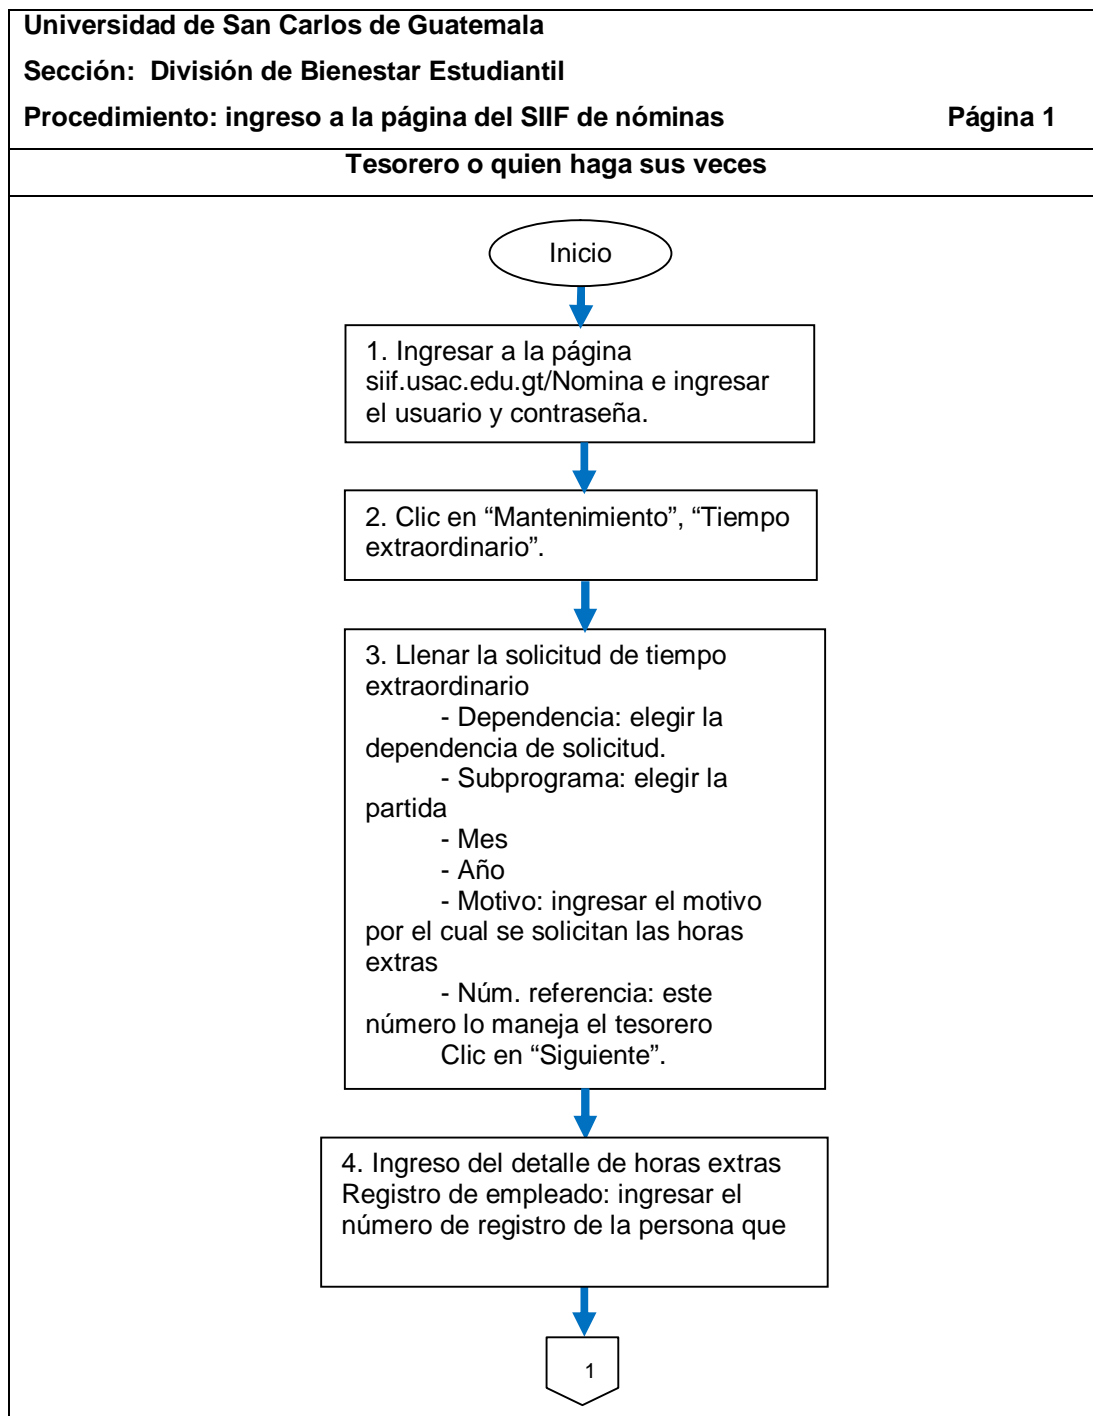 Universidad de San Carlos de Guatemala
Sección:  División de Bienestar Estudiantil
Procedimiento: ingreso a la página del SIIF de nóminas Página 1
Tesorero o quien haga sus veces
Inicio
1. Ingresar a la página
siif.usac.edu.gt/Nomina e ingresar
el usuario y contraseña.
2. Clic en “Mantenimiento”, “Tiempo
extraordinario”.
3. Llenar la solicitud de tiempo
extraordinario
- Dependencia: elegir la
dependencia de solicitud.
- Subprograma: elegir la
partida
- Mes
- Año
- Motivo: ingresar el motivo
por el cual se solicitan las horas
extras
- Núm. referencia: este
número lo maneja el tesorero
Clic en “Siguiente”.
4. Ingreso del detalle de horas extras
Registro de empleado: ingresar el
número de registro de la persona que
1